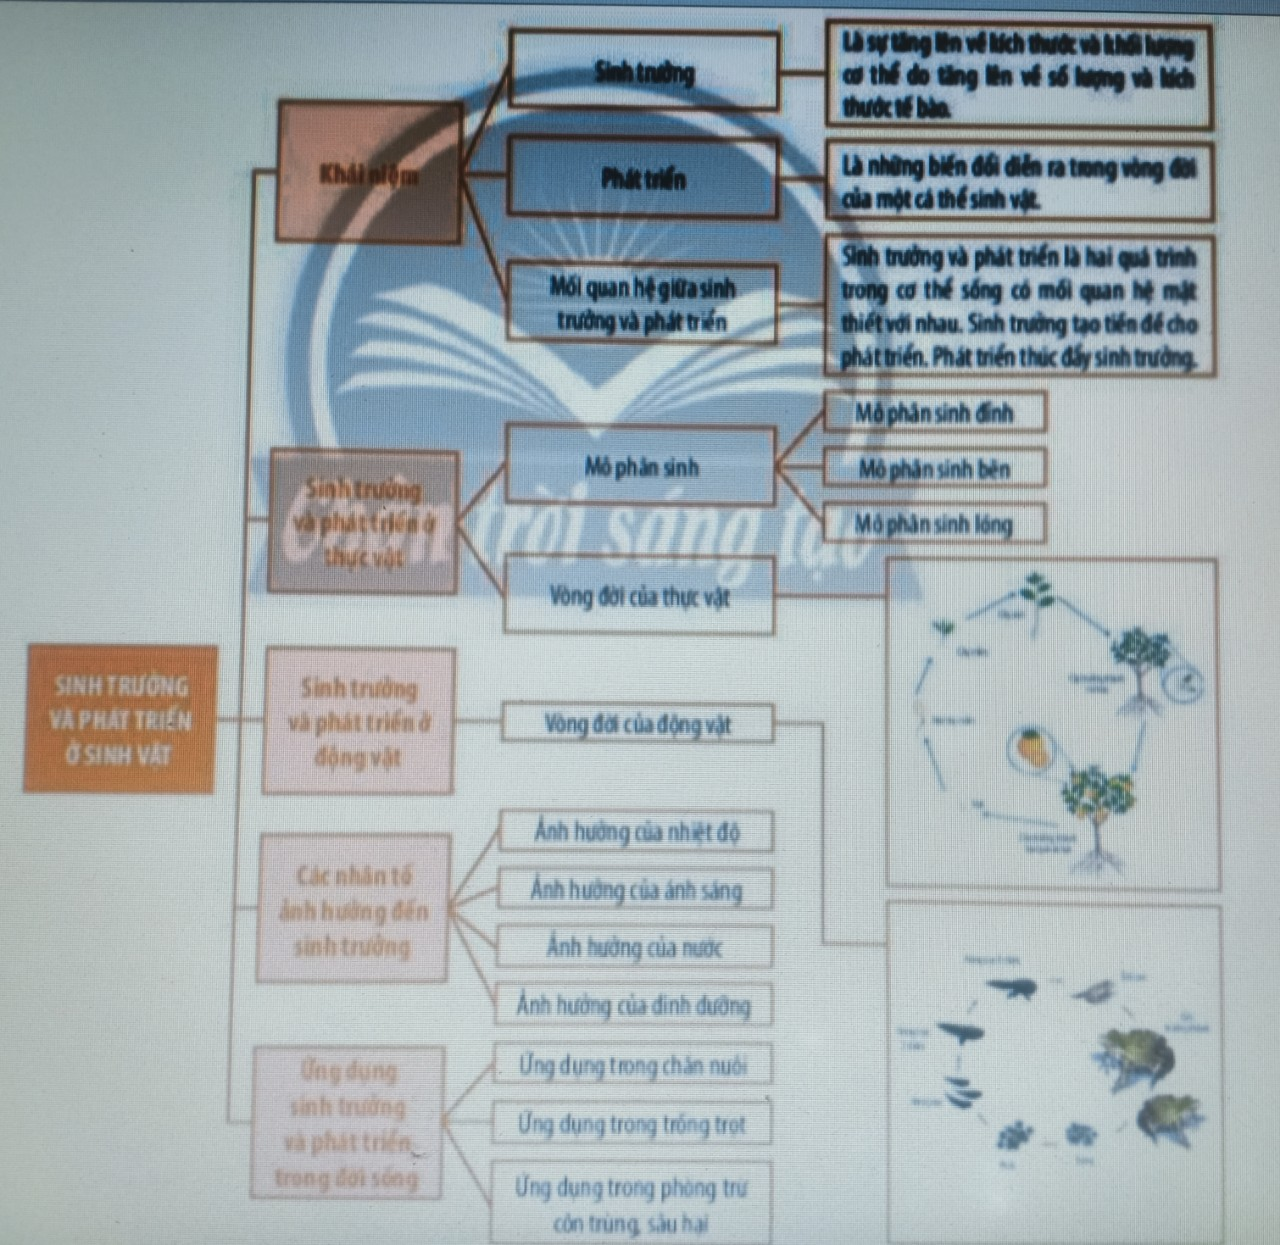 Sinh trưởng
Là sự tăng lên về kích thước và khối lượng
cơ thể do tăng lên về số lượng và kích
thước tế bào.
Khái niệm
Phát triển
Là những biến đổi diễn ra trong vòng đời
của một cá thể sinh vật.
Mối quan hệ giữa sinh
trưởng và phát triển
Sinh trưởng và phát triển là hai quá trình
trong cơ thể sống có mối quan hệ mật
thiết với nhau. Sinh trưởng tạo tiền đề cho
phát triển. Phát triển thúc đẩy sinh trưởng.
Sinh trưởng
và phát triển ở
thực vật
Mô phân sinh
Mô phân sinh đỉnh
Mô phân sinh bên
Mô phân sinh lóng
Chân trời sáng tạo
Vòng đời của thực vật
SINH TRƯỞNG
VÀ PHÁT TRIỂN
Ở SINH VẬT
Sinh trưởng
và phát triển ở
động vật
Vòng đời của động vật
Các nhân tố
ảnh hưởng đến
sinh trưởng
Ảnh hưởng của nhiệt độ
Ảnh hưởng của ánh sáng
Ảnh hưởng của nước
Ảnh hưởng của dinh dưỡng
Ứng dụng
sinh trưởng
và phát triển
trong đời sống
Ứng dụng trong chăn nuôi
Ứng dụng trong trồng trọt
Ứng dụng trong phòng trừ
côn trùng, sâu hại